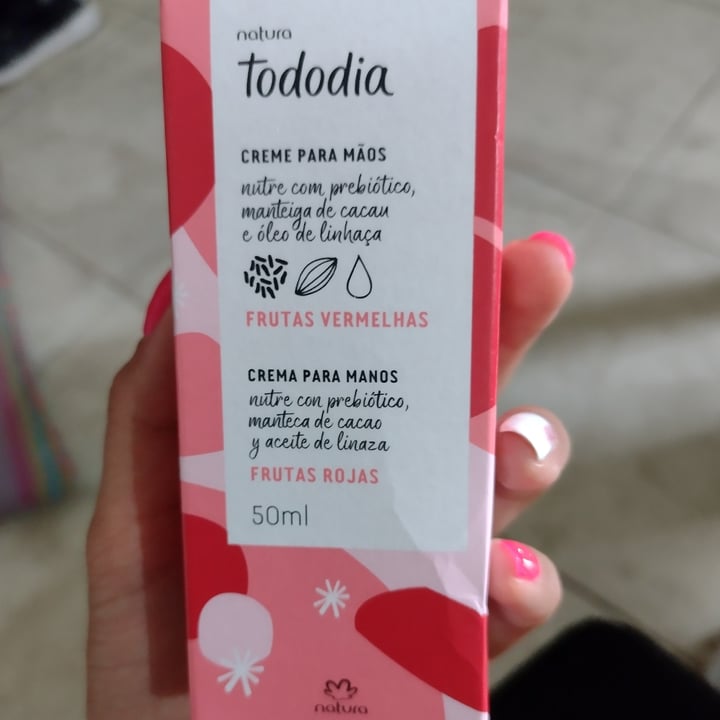 natura
tododia
CREME PARA MÃOS
nutre com prebiótico,
manteiga de cacau
e óleo de linhaça
FRUTAS VERMELHAS
CREMA PARA MANOS
nutre con prebiótico,
manteca de cacao
y aceite de linaza
FRUTAS ROJAS
50ml
natura